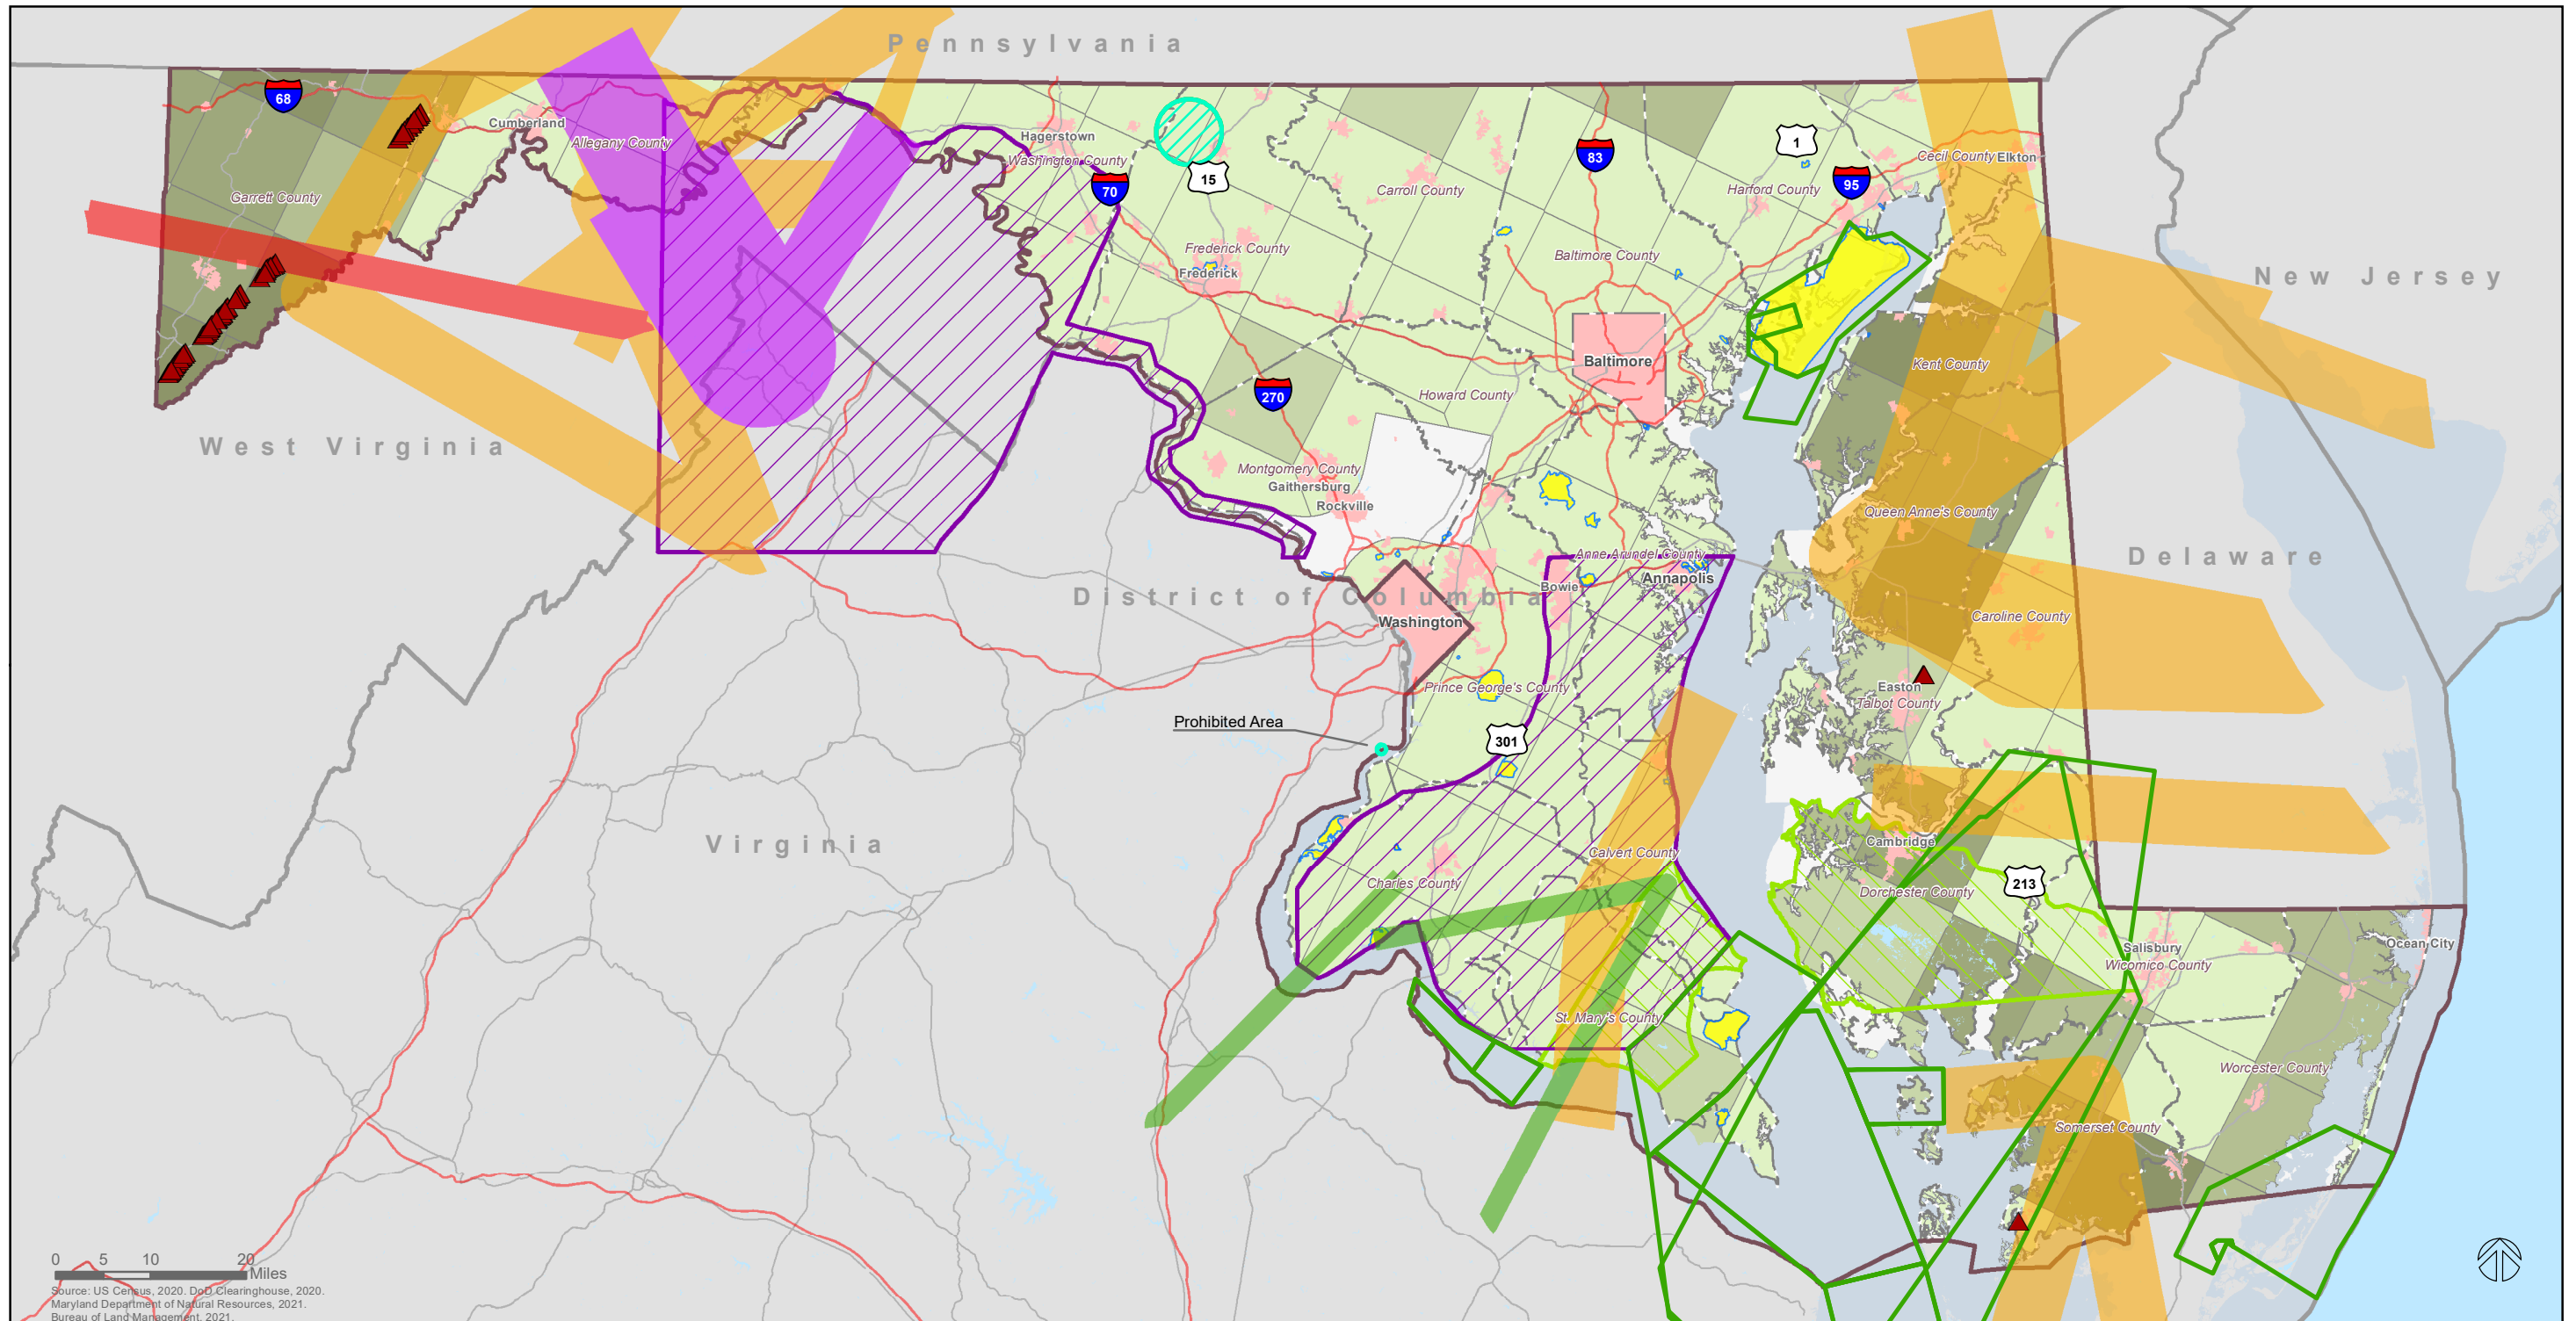 Pennsylvania
68
Cumberland
Allegany County
Garrett County
Hagerstown
Washington County
70
15
Frederick County
Frederick
Carroll County
83
Baltimore County
1
Harford County
95
Cecil County
Elkton
New Jersey
Baltimore
Kent County
270
Howard County
West Virginia
Montgomery County
Gaithersburg
Rockville
Queen Anne's County
Delaware
Anne Arundel County
Annapolis
Bowie
District of Columbia
Washington
Caroline County
Prince George's County
Easton
Talbot County
Prohibited Area
301
Virginia
Calvert County
Charles County
Cambridge
Dorchester County
213
Salisbury
Wicomico County
Ocean City
St. Mary's County
Worcester County
Somerset County
0 5 10 20
Miles
Source: US Census, 2020. DoD Clearinghouse, 2020.
Maryland Department of Natural Resources, 2021.
Bureau of Land Management, 2021.